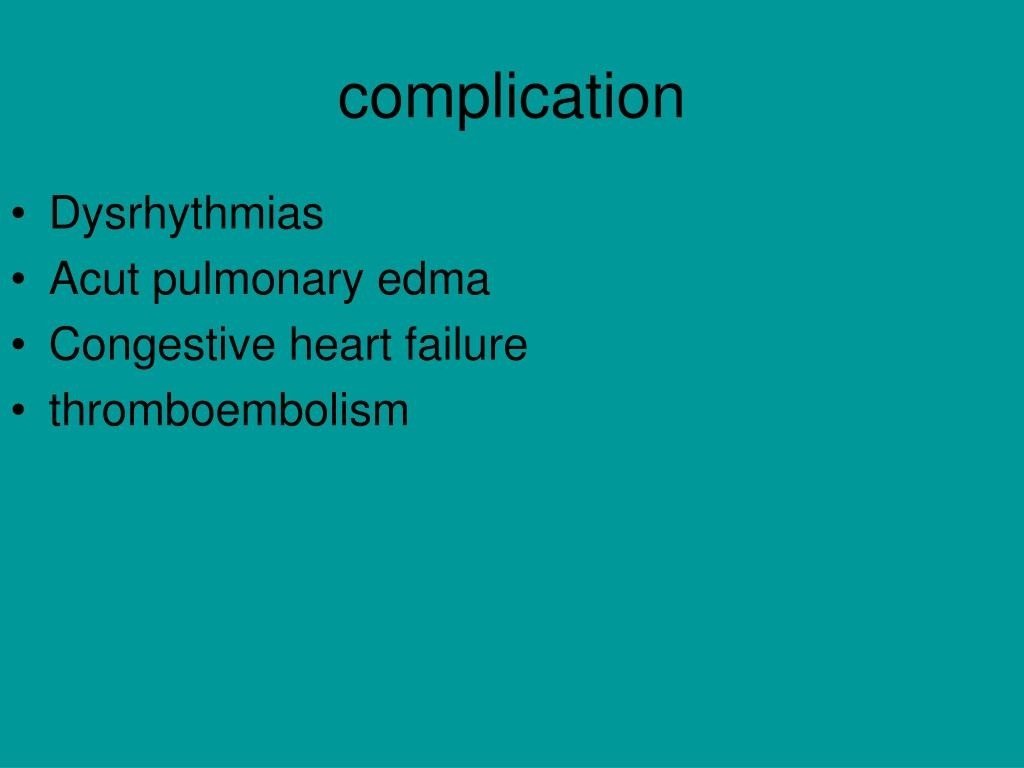 complication
• Dysrhythmias
• Acut pulmonary edma
• Congestive heart failure
• thromboembolism